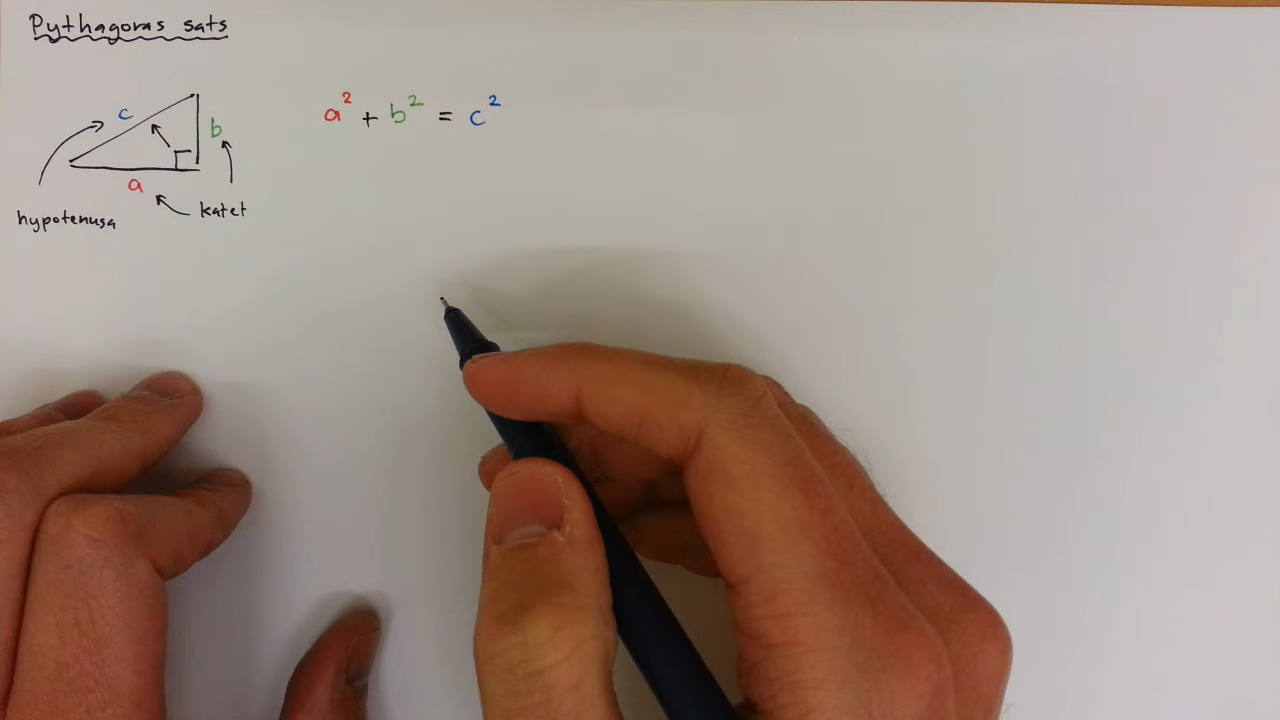 Pythagoras sats
a² + b² = c²
c
b
a
hypotenusa
katet